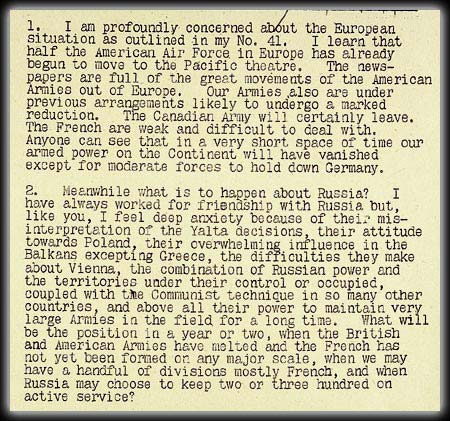 1.   I am profoundly concerned about the European
situation as outlined in my No. 41.  I learn that
half the American Air Force in Europe has already
begun to move to the Pacific theatre.  The news-
papers are full of the great movements of the American
Armies out of Europe.  Our Armies also are under
previous arrangements likely to undergo a marked
reduction.  The Canadian Army will certainly leave.
The French are weak and difficult to deal with.
Anyone can see that in a very short space of time our
armed power on the Continent will have vanished
except for moderate forces to hold down Germany.
2.   Meanwhile what is to happen about Russia?  I
have always worked for friendship with Russia but,
like you, I feel deep anxiety because of their mis-
interpretation of the Yalta decisions, their attitude
towards Poland, their overwhelming influence in the
Balkans excepting Greece, the difficulties they make
about Vienna, the combination of Russian power and
the territories under their control or occupied,
coupled with the Communist technique in so many other
countries, and above all their power to maintain very
large Armies in the field for a long time.  What will
be the position in a year or two, when the British
and American Armies have melted and the French has
not yet been formed on any major scale, when we may
have a handful of divisions mostly French, and when
Russia may choose to keep two or three hundred on
active service?